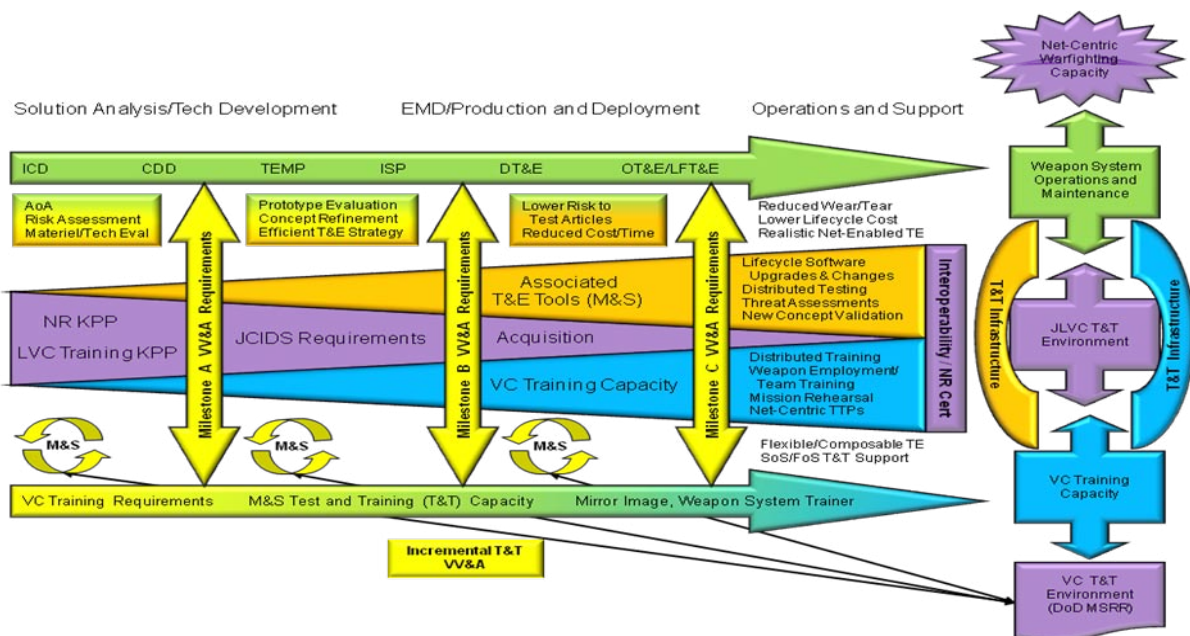 Net-Centric
Warfighting
Capacity
Solution Analysis/Tech Development
EMD/Production and Deployment
Operations and Support
ICD
CDD
TEMP
ISP
DT&E
OT&E/LFT&E
Weapon System
Operations and
Maintenance
AoA
Risk Assessment
Materiel/Tech Eval
Prototype Evaluation
Concept Refinement
Efficient T&E Strategy
Lower Risk to
Test Articles
Reduced Cost/Time
Reduced Wear/Tear
Lower Lifecycle Cost
Realistic Net-Enabled TE
Milestone A VV&A Requirements
Milestone B VV&A Requirements
Milestone C VV&A Requirements
Associated
T&E Tools (M&S)
Lifecycle Software
Upgrades & Changes
Distributed Testing
Threat Assessments
New Concept Validation
Interoperability / NR Cert
T&T Infrastructure
JLVC T&T
Environment
T&T Infrastructure
NR KPP
LVC Training KPP
JCIDS Requirements
Acquisition
VC Training Capacity
Distributed Training
Weapon Employment/
Team Training
Mission Rehearsal
Net-Centric TTPs
M&S
M&S
M&S
Flexible/Composable TE
SoS/FoS T&T Support
VC Training
Capacity
VC Training Requirements
M&S Test and Training (T&T) Capacity
Mirror Image, Weapon System Trainer
Incremental T&T
VV&A
VC T&T
Environment
(DoD MSRR)